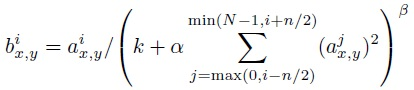 b^i_{x,y} = a^i_{x,y} / \left( k + \alpha \sum_{j=\max(0,i-n/2)}^{\min(N-1,i+n/2)} (a^j_{x,y})^2 \right)^\beta